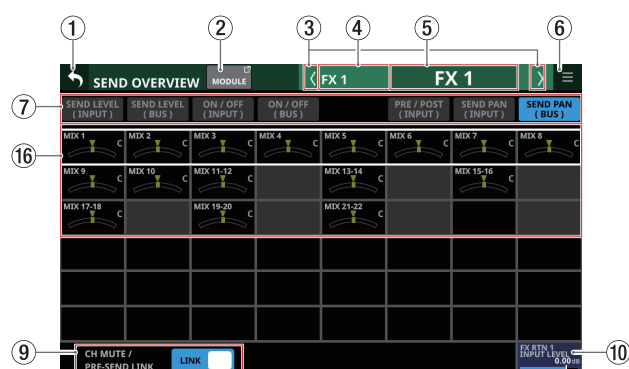 1 2 3 4 5 6
SEND OVERVIEW MODULE FX 1 FX 1
7
SEND LEVEL (INPUT)
SEND LEVEL (BUS)
ON / OFF (INPUT)
ON / OFF (BUS)
PRE / POST (INPUT)
SEND PAN (INPUT)
SEND PAN (BUS)
16
MIX 1 C MIX 2 C MIX 3 C MIX 4 C MIX 5 C MIX 6 C MIX 7 C MIX 8 C
MIX 9 C MIX 10 C MIX 11-12 C MIX 13-14 C MIX 15-16 C
MIX 17-18 C MIX 19-20 C MIX 21-22 C
9
CH MUTE /
PRE-SEND LINK
LINK
FX RTN 1
INPUT LEVEL
0.00dB
10